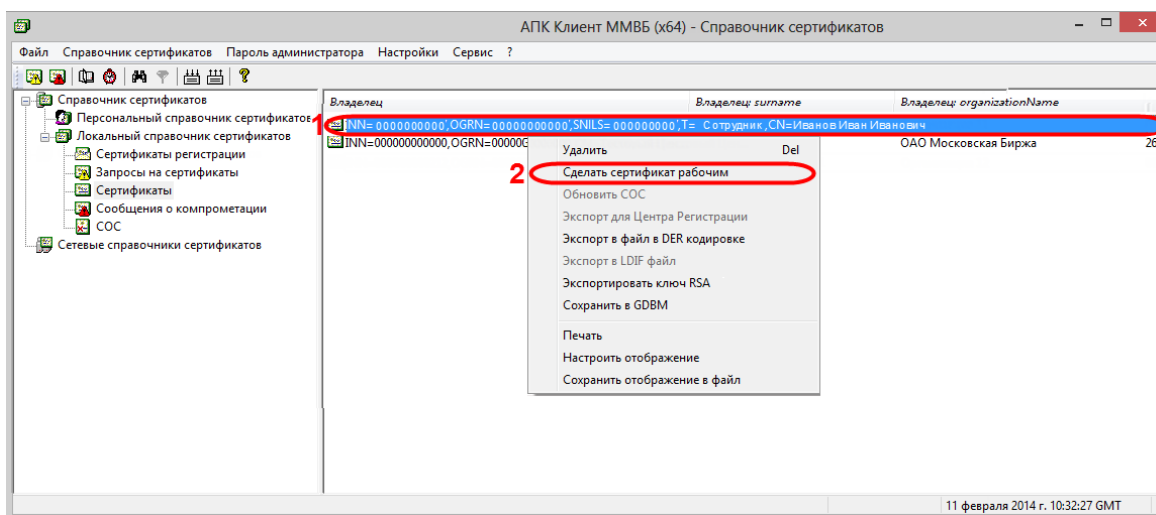 АПК Клиент ММВБ (x64) - Справочник сертификатов
Файл Справочник сертификатов Пароль администратора Настройки Сервис ?
Справочник сертификатов
Персональный справочник сертификатов
Локальный справочник сертификатов
Сертификаты регистрации
Запросы на сертификаты
Сертификаты
Сообщения о компрометации
СОС
Сетевые справочники сертификатов
Владелец Владелец: surname Владелец: organizationName
1
INN= 0000000000',OGRN= 00000000000',SNILS= 000000000',T= Сотрудник ,CN=Иванов Иван Иванович
INN=000000000000, OGRN=00000 ОАО Московская Биржа 26
2
Удалить Del
Сделать сертификат рабочим
Обновить СОС
Экспорт для Центра Регистрации
Экспорт в файл в DER кодировке
Экспорт в LDIF файл
Экспортировать ключ RSA
Сохранить в GDBM
Печать
Настроить отображение
Сохранить отображение в файл
11 февраля 2014 г. 10:32:27 GMT